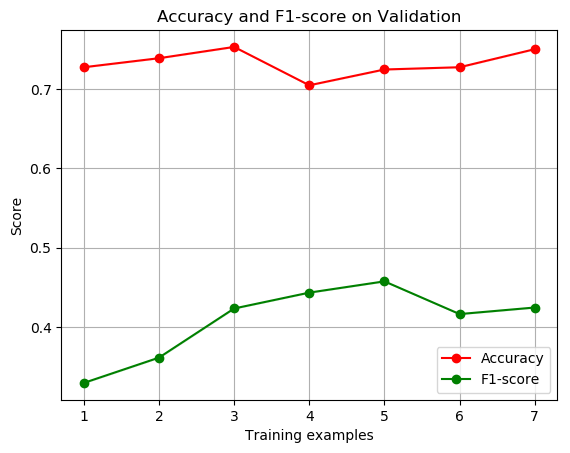 Accuracy and F1-score on Validation
Score
0.7
0.6
0.5
0.4
Accuracy
F1-score
1 2 3 4 5 6 7
Training examples